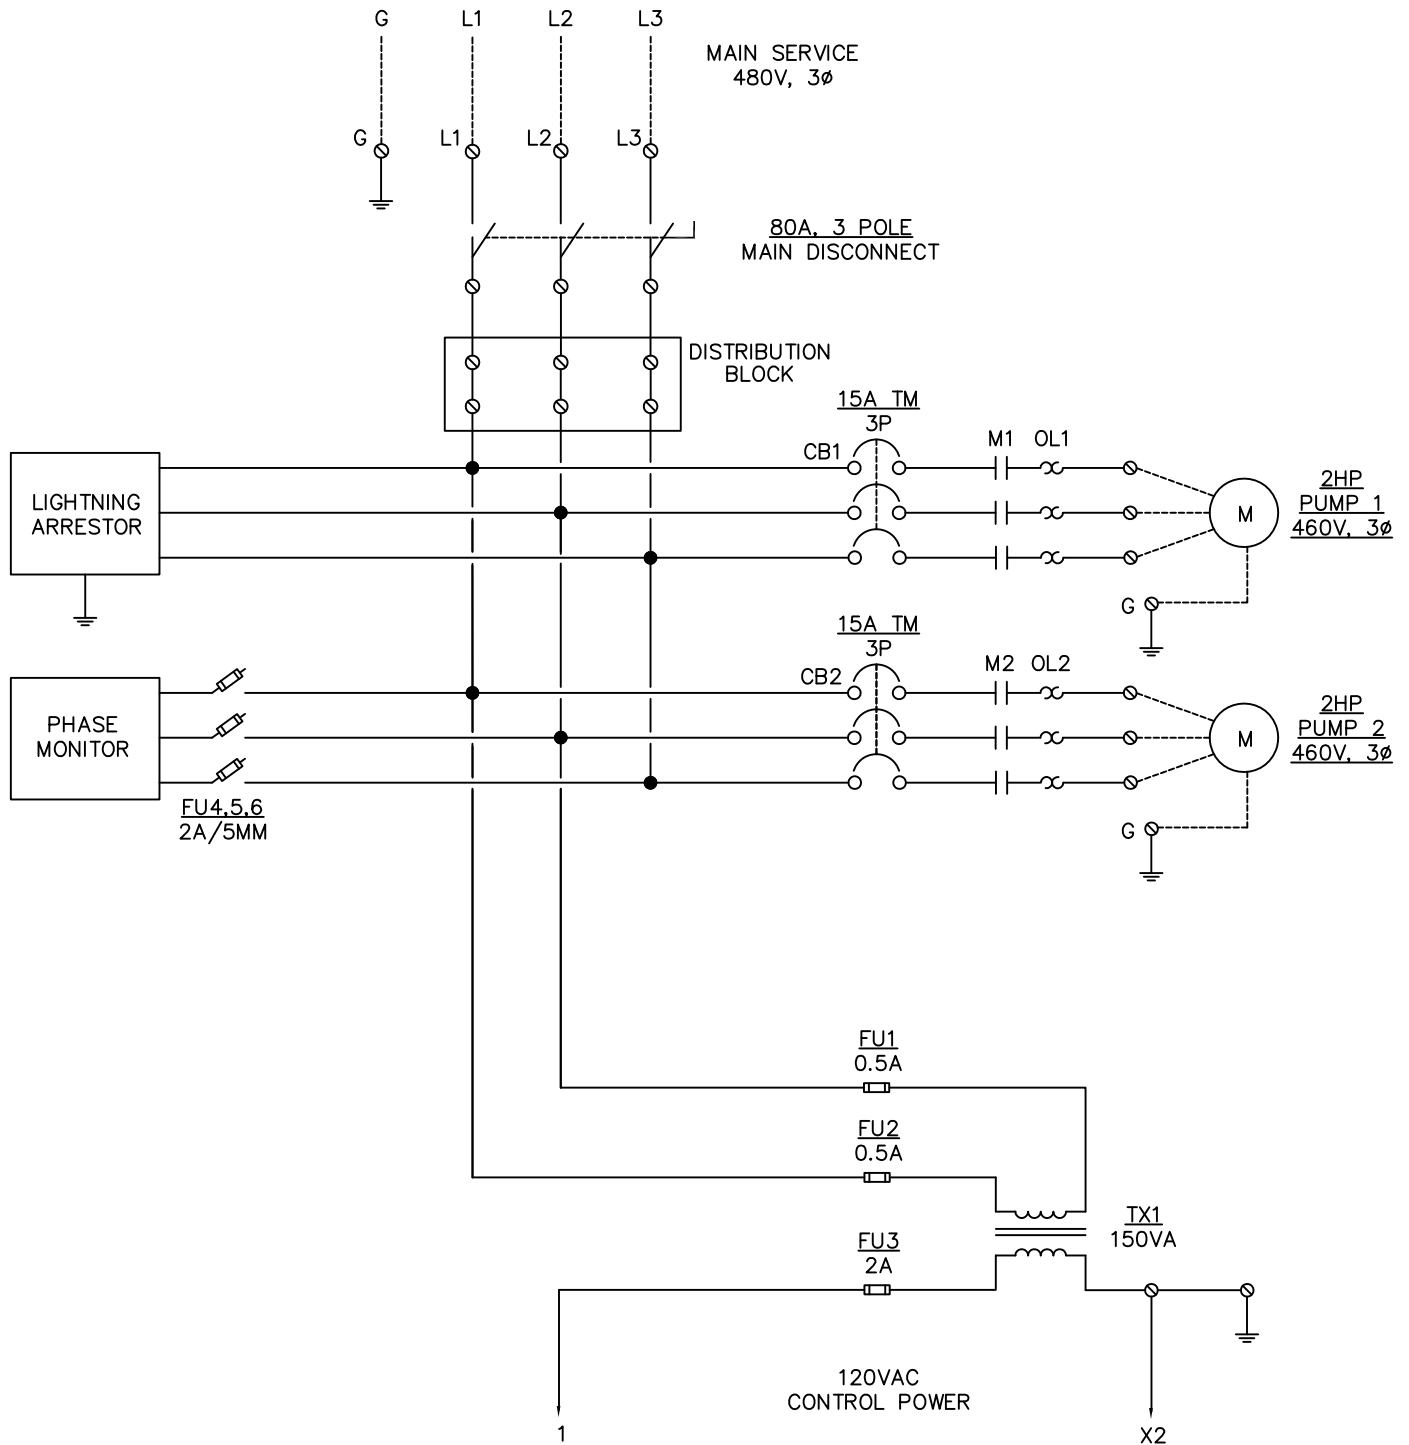 G
L1
L2
L3
MAIN SERVICE
480V, 3ø
G
L1
L2
L3
80A, 3 POLE
MAIN DISCONNECT
DISTRIBUTION
BLOCK
15A TM
3P
CB1
M1
OL1
LIGHTNING
ARRESTOR
M
2HP
PUMP 1
460V, 3ø
G
15A TM
3P
CB2
M2
OL2
PHASE
MONITOR
M
2HP
PUMP 2
460V, 3ø
FU4,5,6
2A/5MM
G
FU1
0.5A
FU2
0.5A
TX1
150VA
FU3
2A
120VAC
CONTROL POWER
1
X2